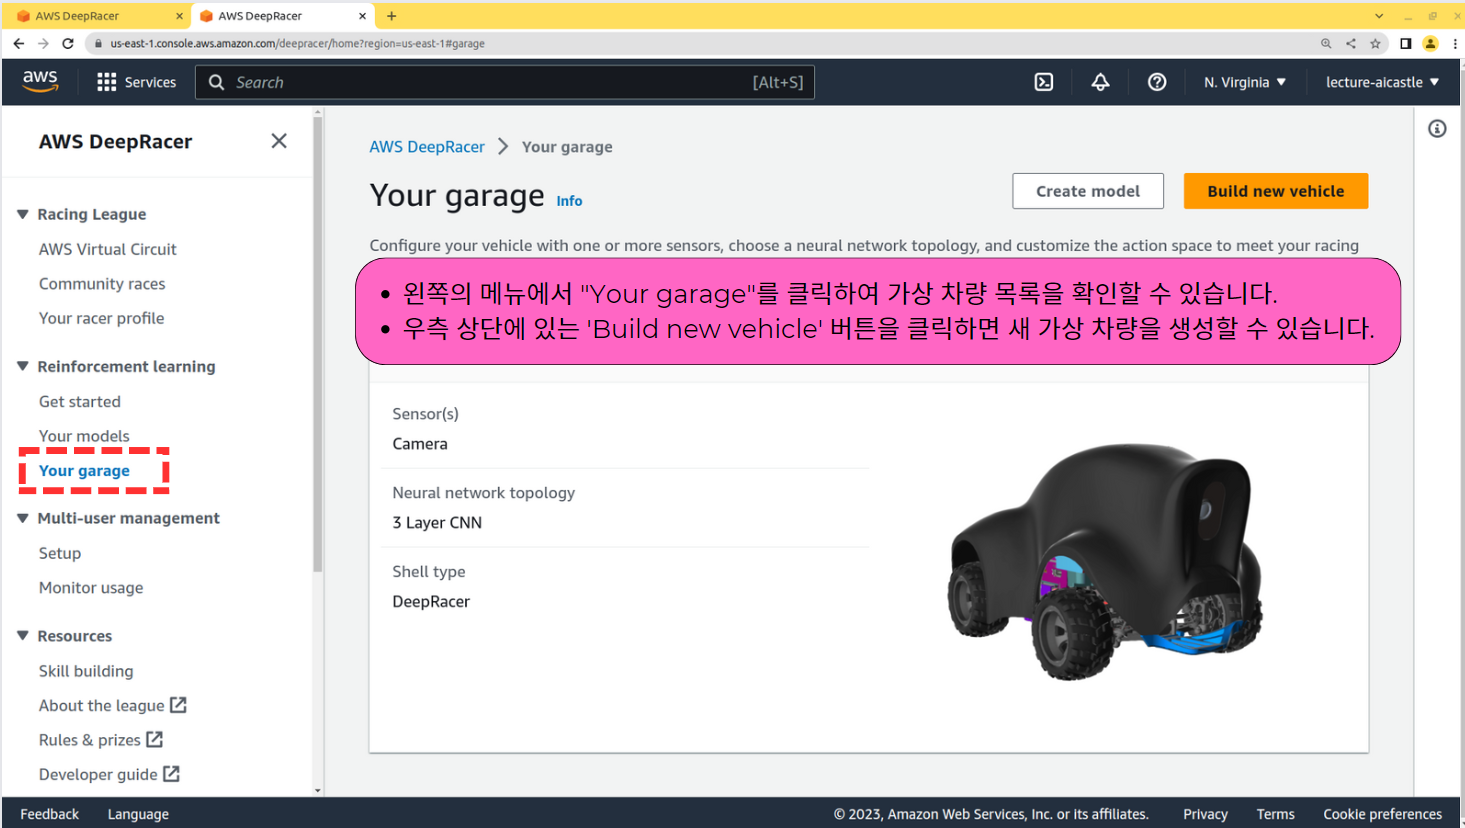 AWS DeepRacer
AWS DeepRacer
us-east-1.console.aws.amazon.com/deepracer/home?region=us-east-1#garage
aws
Services
Search
[Alt+S]
N. Virginia
lecture-aicastle
AWS DeepRacer
Racing League
AWS Virtual Circuit
Community races
Your racer profile
Reinforcement learning
Get started
Your models
Your garage
Multi-user management
Setup
Monitor usage
Resources
Skill building
About the league
Rules & prizes
Developer guide
AWS DeepRacer > Your garage
Your garage Info
Create model
Build new vehicle
Configure your vehicle with one or more sensors, choose a neural network topology, and customize the action space to meet your racing
• 왼쪽의 메뉴에서 "Your garage"를 클릭하여 가상 차량 목록을 확인할 수 있습니다.
• 우측 상단에 있는 'Build new vehicle' 버튼을 클릭하면 새 가상 차량을 생성할 수 있습니다.
Sensor(s)
Camera
Neural network topology
3 Layer CNN
Shell type
DeepRacer
Feedback
Language
© 2023, Amazon Web Services, Inc. or its affiliates.
Privacy
Terms
Cookie preferences